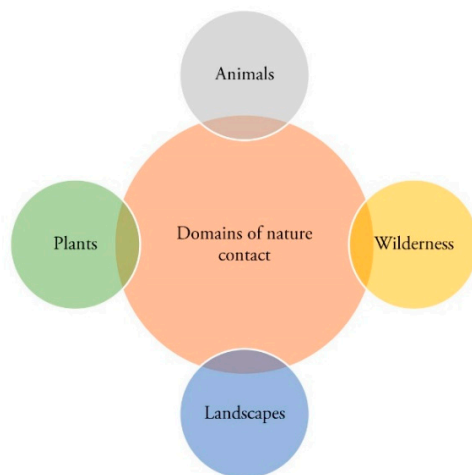 Animals
Plants
Domains of nature
contact
Wilderness
Landscapes